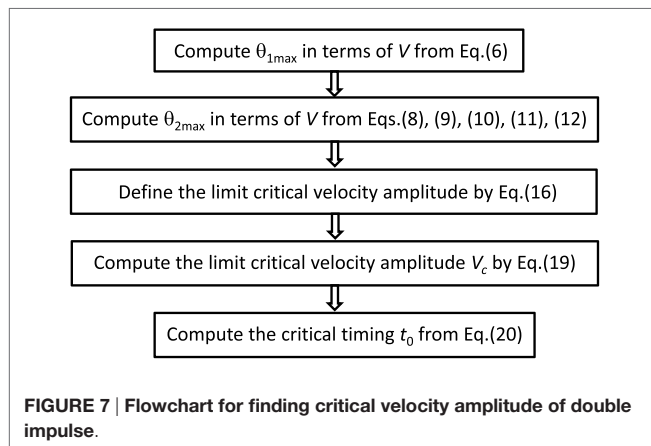 Compute θ1max in terms of V from Eq.(6)
Compute θ2max in terms of V from Eqs.(8), (9), (10), (11), (12)
Define the limit critical velocity amplitude by Eq.(16)
Compute the limit critical velocity amplitude Vc by Eq.(19)
Compute the critical timing t0 from Eq.(20)
FIGURE 7 | Flowchart for finding critical velocity amplitude of double
impulse.